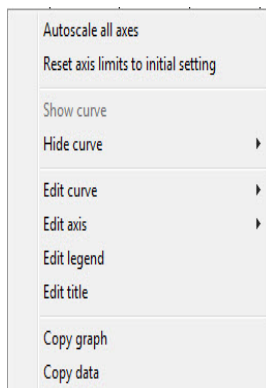 Autoscale all axes
Reset axis limits to initial setting
Show curve
Hide curve
Edit curve
Edit axis
Edit legend
Edit title
Copy graph
Copy data